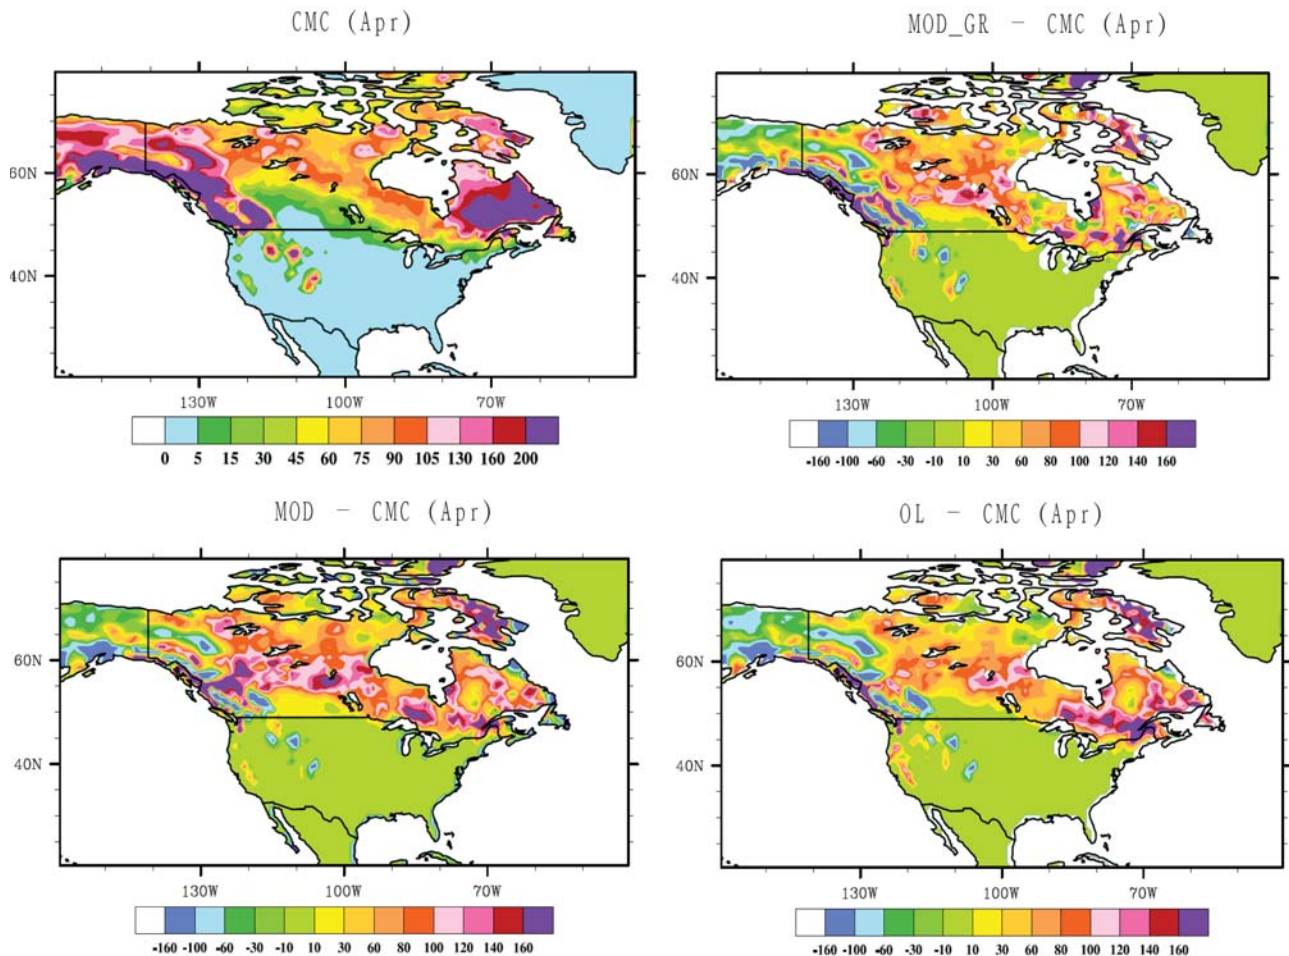 CMC (Apr)
MOD_GR − CMC (Apr)
60N
40N
130W 100W 70W
0 5 15 30 45 60 75 90 105 130 160 200
60N
40N
130W 100W 70W
-160 -100 -60 -30 -10 10 30 60 80 100 120 140 160
MOD − CMC (Apr)
OL − CMC (Apr)
60N
40N
130W 100W 70W
-160 -100 -60 -30 -10 10 30 60 80 100 120 140 160
60N
40N
130W 100W 70W
-160 -100 -60 -30 -10 10 30 60 80 100 120 140 160